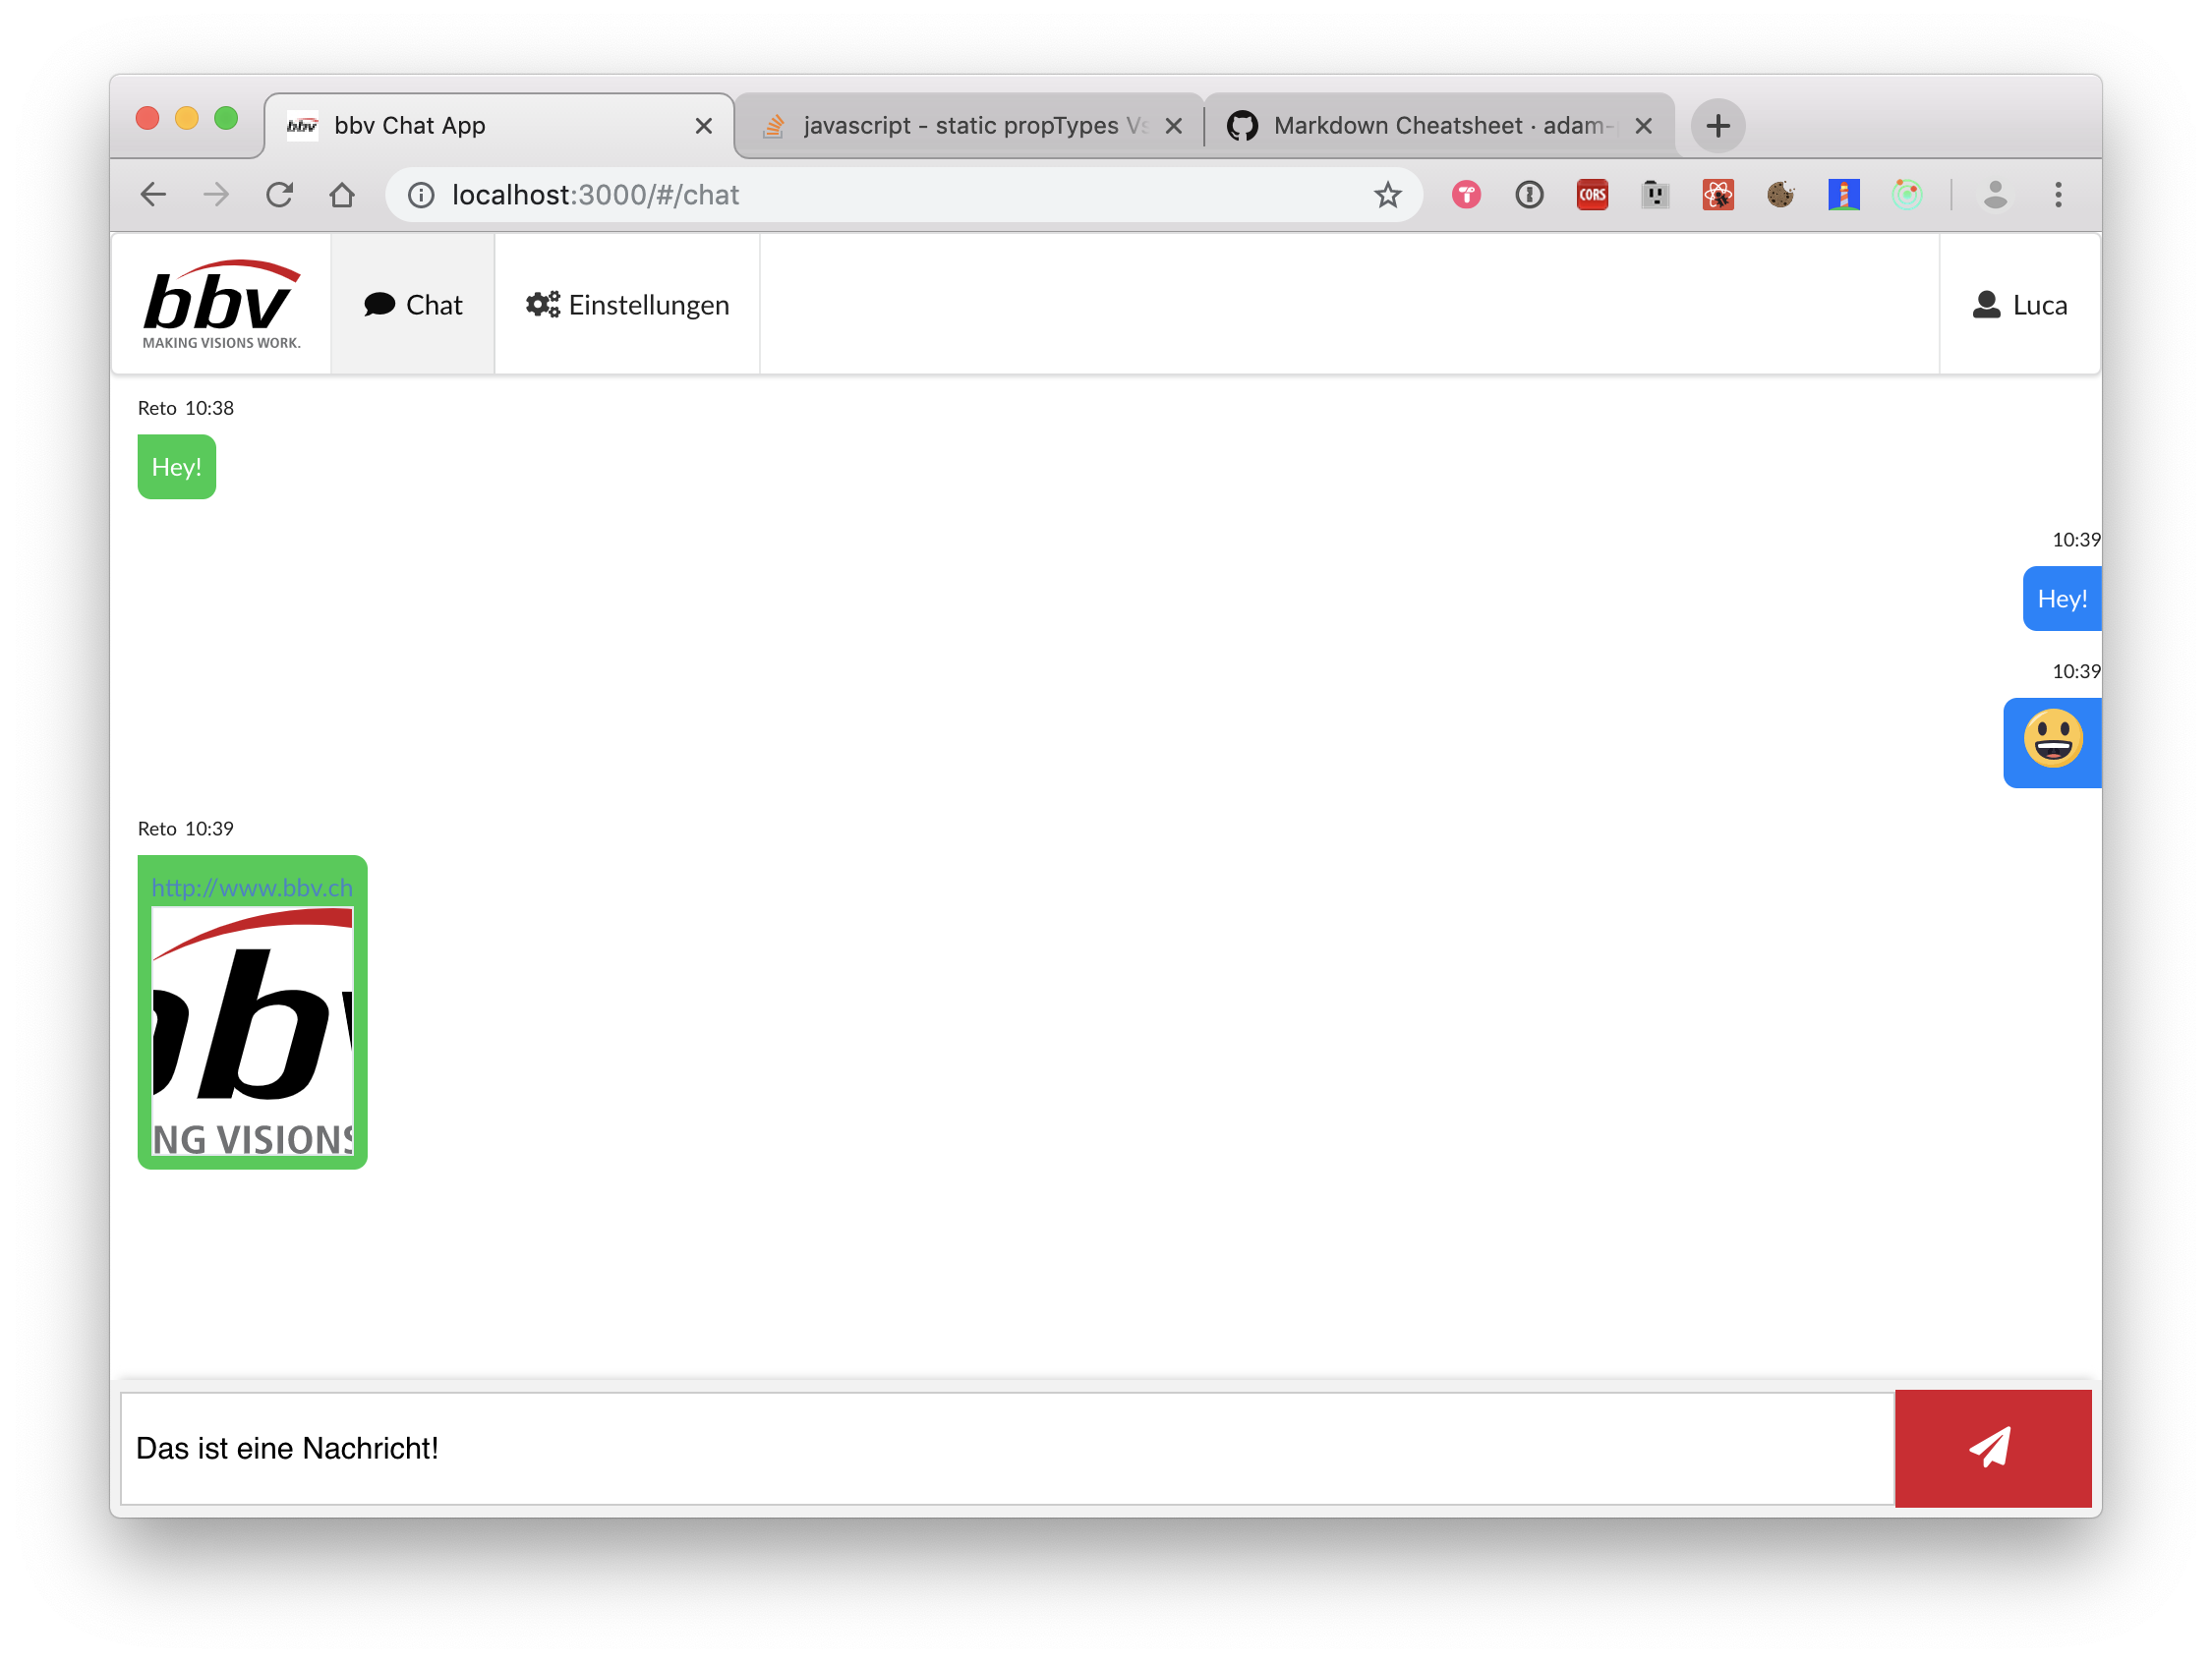 bbv Chat App
javascript - static propTypes Vs
Markdown Cheatsheet · adam-
localhost:3000/#/chat
CORS
bbv
MAKING VISIONS WORK.
Chat
Einstellungen
Luca
Reto 10:38
Hey!
10:39
Hey!
10:39
Reto 10:39
http://www.bbv.ch
bbv
NG VISIONS
Das ist eine Nachricht!